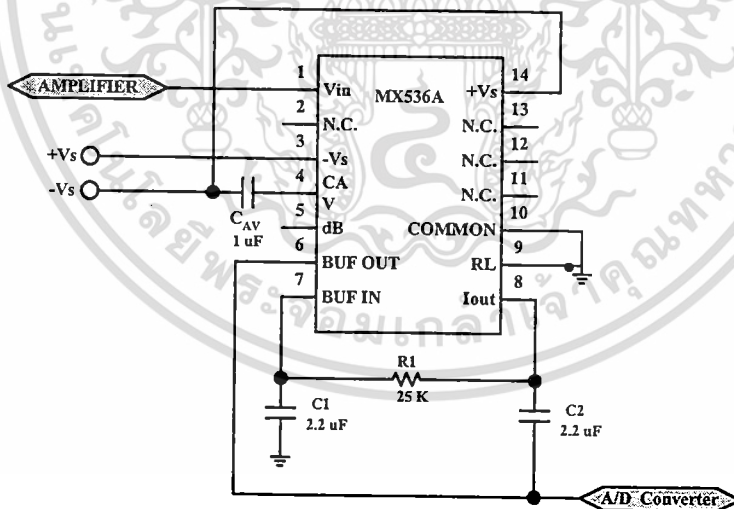 AMPLIFIER
+Vs
-Vs
CAV
1 uF
MX536A
1
Vin
2
N.C.
3
-Vs
4
CA
V
5
dB
6
BUF OUT
7
BUF IN
14
+Vs
13
N.C.
12
N.C.
11
N.C.
10
COMMON
9
RL
8
Iout
R1
25 K
C1
2.2 uF
C2
2.2 uF
A/D Converter